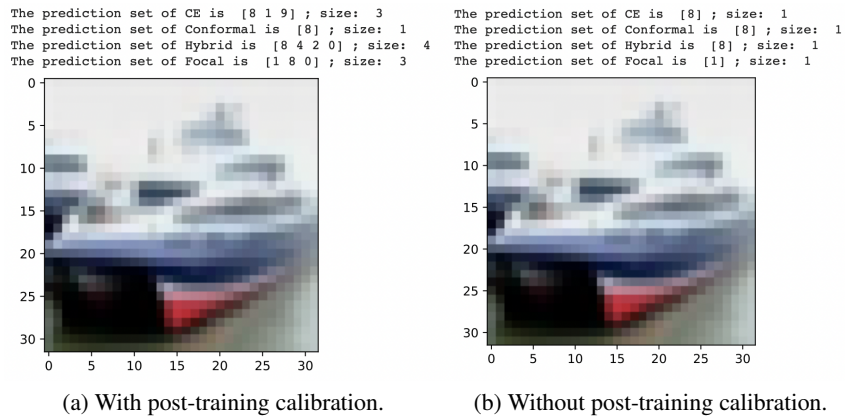 The prediction set of CE is [8 1 9] ; size: 3
The prediction set of Conformal is [8] ; size: 1
The prediction set of Hybrid is [8 4 2 0] ; size: 4
The prediction set of Focal is [1 8 0] ; size: 3
0
5
10
15
20
25
30
0 5 10 15 20 25 30
(a) With post-training calibration.
The prediction set of CE is [8] ; size: 1
The prediction set of Conformal is [8] ; size: 1
The prediction set of Hybrid is [8] ; size: 1
The prediction set of Focal is [1] ; size: 1
0
5
10
15
20
25
30
0 5 10 15 20 25 30
(b) Without post-training calibration.